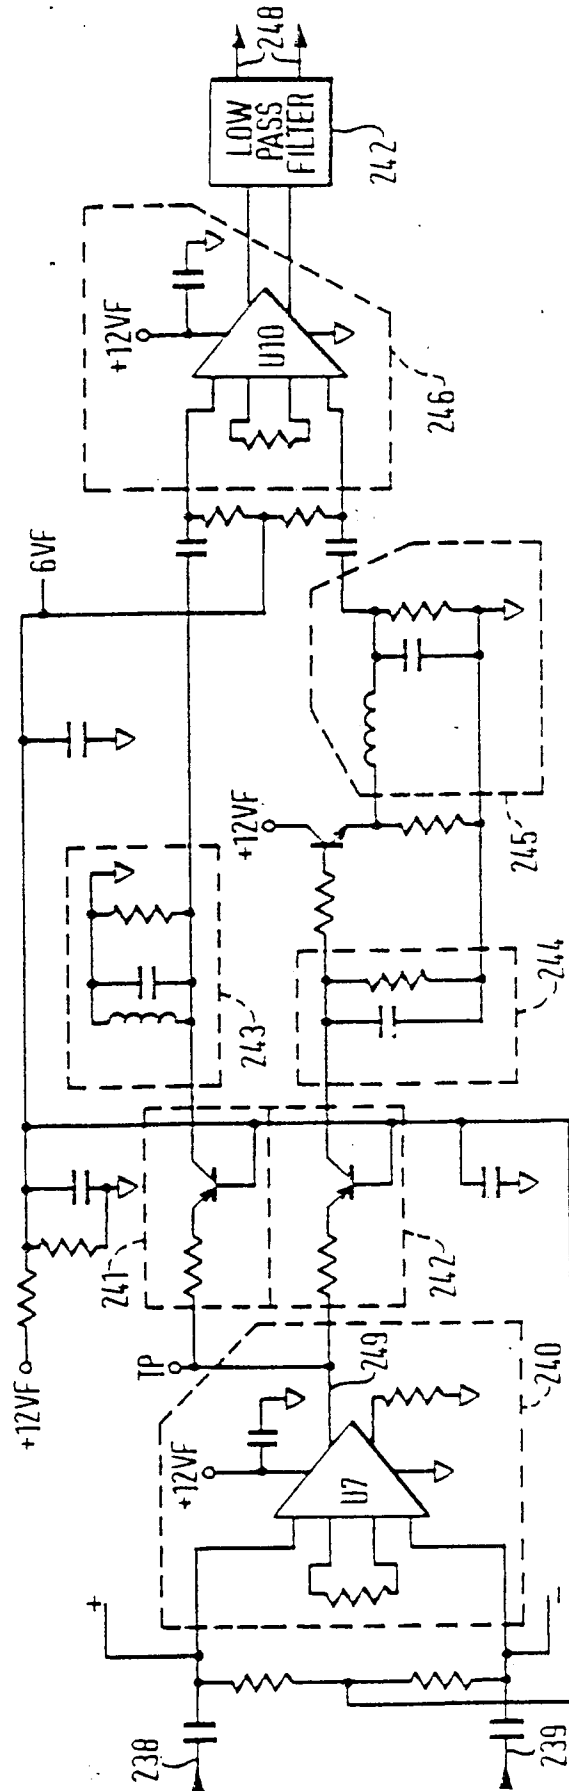 238
239
+
-
+12VF
U7
240
249
TP
+12VF
241
242
243
244
+12VF
245
6VF
+12VF
U10
246
LOW
PASS
FILTER
242
248